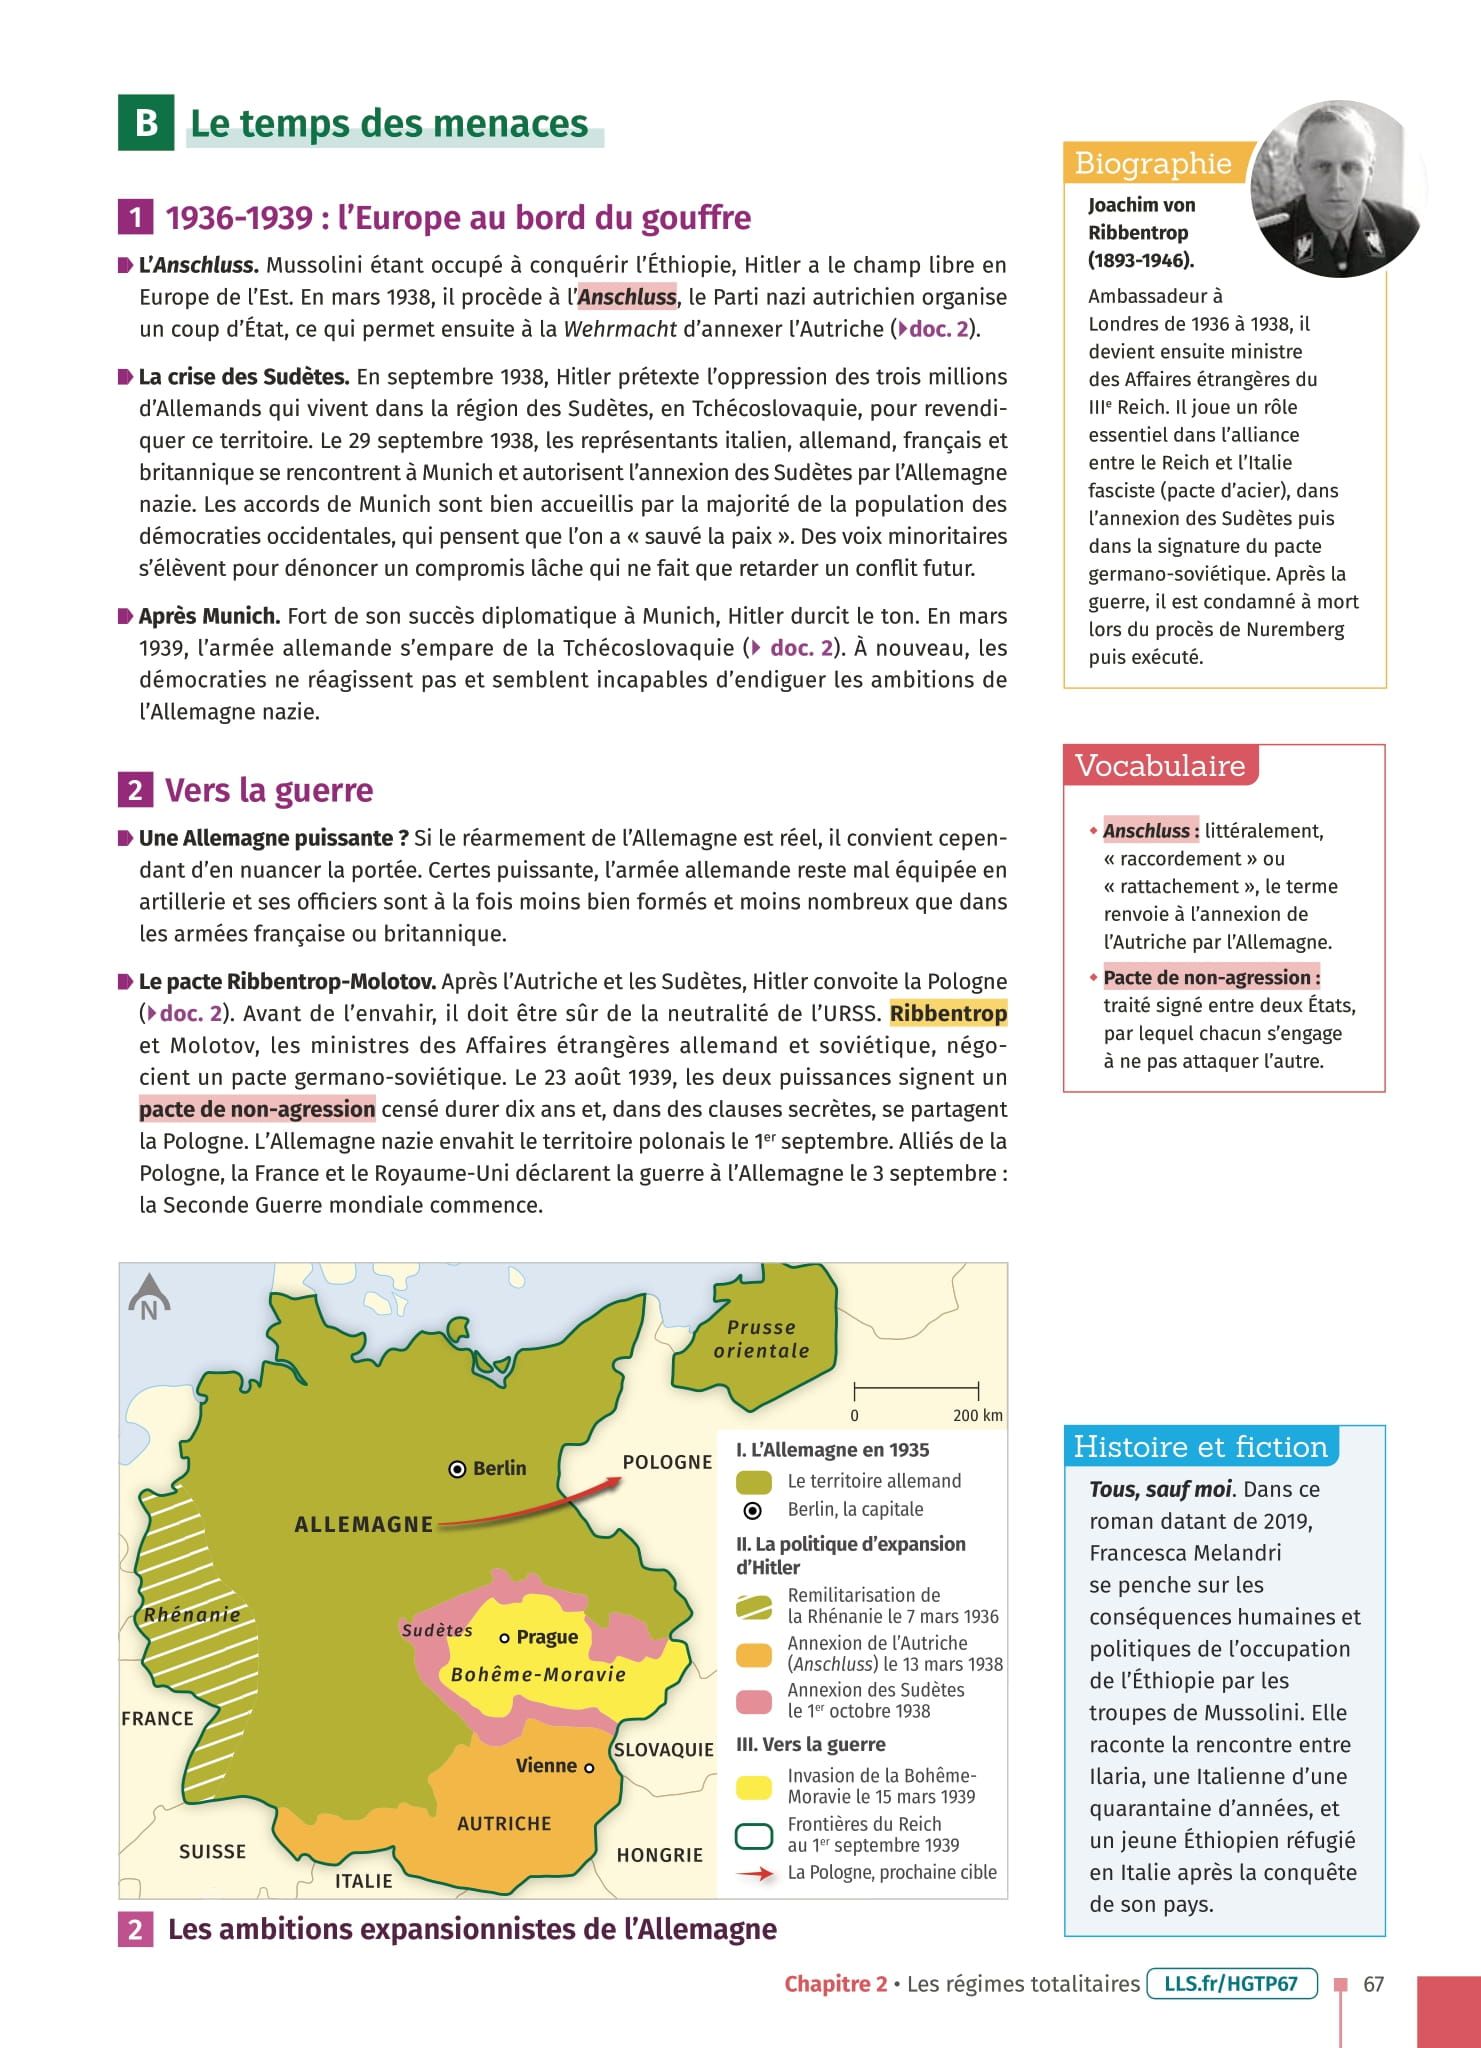 B Le temps des menaces
1 1936-1939 : l’Europe au bord du gouffre
L’Anschluss. Mussolini étant occupé à conquérir l’Éthiopie, Hitler a le champ libre en
Europe de l’Est. En mars 1938, il procède à l’Anschluss, le Parti nazi autrichien organise
un coup d’État, ce qui permet ensuite à la Wehrmacht d’annexer l’Autriche (doc. 2).
La crise des Sudètes. En septembre 1938, Hitler prétexte l’oppression des trois millions
d’Allemands qui vivent dans la région des Sudètes, en Tchécoslovaquie, pour revendi-
quer ce territoire. Le 29 septembre 1938, les représentants italien, allemand, français et
britannique se rencontrent à Munich et autorisent l’annexion des Sudètes par l’Allemagne
nazie. Les accords de Munich sont bien accueillis par la majorité de la population des
démocraties occidentales, qui pensent que l’on a « sauvé la paix ». Des voix minoritaires
s’élèvent pour dénoncer un compromis lâche qui ne fait que retarder un conflit futur.
Après Munich. Fort de son succès diplomatique à Munich, Hitler durcit le ton. En mars
1939, l’armée allemande s’empare de la Tchécoslovaquie ( doc. 2). À nouveau, les
démocraties ne réagissent pas et semblent incapables d’endiguer les ambitions de
l’Allemagne nazie.
2 Vers la guerre
Une Allemagne puissante ? Si le réarmement de l’Allemagne est réel, il convient cepen-
dant d’en nuancer la portée. Certes puissante, l’armée allemande reste mal équipée en
artillerie et ses officiers sont à la fois moins bien formés et moins nombreux que dans
les armées française ou britannique.
Le pacte Ribbentrop-Molotov. Après l’Autriche et les Sudètes, Hitler convoite la Pologne
(doc. 2). Avant de l’envahir, il doit être sûr de la neutralité de l’URSS. Ribbentrop
et Molotov, les ministres des Affaires étrangères allemand et soviétique, négo-
cient un pacte germano-soviétique. Le 23 août 1939, les deux puissances signent un
pacte de non-agression censé durer dix ans et, dans des clauses secrètes, se partagent
la Pologne. L’Allemagne nazie envahit le territoire polonais le 1er septembre. Alliés de la
Pologne, la France et le Royaume-Uni déclarent la guerre à l’Allemagne le 3 septembre :
la Seconde Guerre mondiale commence.
Biographie
Joachim von
Ribbentrop
(1893-1946).
Ambassadeur à
Londres de 1936 à 1938, il
devient ensuite ministre
des Affaires étrangères du
IIIe Reich. Il joue un rôle
essentiel dans l’alliance
entre le Reich et l’Italie
fasciste (pacte d’acier), dans
l’annexion des Sudètes puis
dans la signature du pacte
germano-soviétique. Après la
guerre, il est condamné à mort
lors du procès de Nuremberg
puis exécuté.
Vocabulaire
Anschluss : littéralement,
« raccordement » ou
« rattachement », le terme
renvoie à l’annexion de
l’Autriche par l’Allemagne.
Pacte de non-agression :
traité signé entre deux États,
par lequel chacun s’engage
à ne pas attaquer l’autre.
N
Prusse
orientale
0 200 km
Berlin
POLOGNE
ALLEMAGNE
Rhénanie
Sudètes
Prague
Bohême-Moravie
FRANCE
SLOVAQUIE
Vienne
AUTRICHE
SUISSE
HONGRIE
ITALIE
I. L’Allemagne en 1935
Le territoire allemand
Berlin, la capitale
II. La politique d’expansion
d’Hitler
Remilitarisation de
la Rhénanie le 7 mars 1936
Annexion de l’Autriche
(Anschluss) le 13 mars 1938
Annexion des Sudètes
le 1er octobre 1938
III. Vers la guerre
Invasion de la Bohême-
Moravie le 15 mars 1939
Frontières du Reich
au 1er septembre 1939
La Pologne, prochaine cible
2 Les ambitions expansionnistes de l’Allemagne
Histoire et fiction
Tous, sauf moi. Dans ce
roman datant de 2019,
Francesca Melandri
se penche sur les
conséquences humaines et
politiques de l’occupation
de l’Éthiopie par les
troupes de Mussolini. Elle
raconte la rencontre entre
Ilaria, une Italienne d’une
quarantaine d’années, et
un jeune Éthiopien réfugié
en Italie après la conquête
de son pays.
Chapitre 2 • Les régimes totalitaires LLS.fr/HGTP67 67